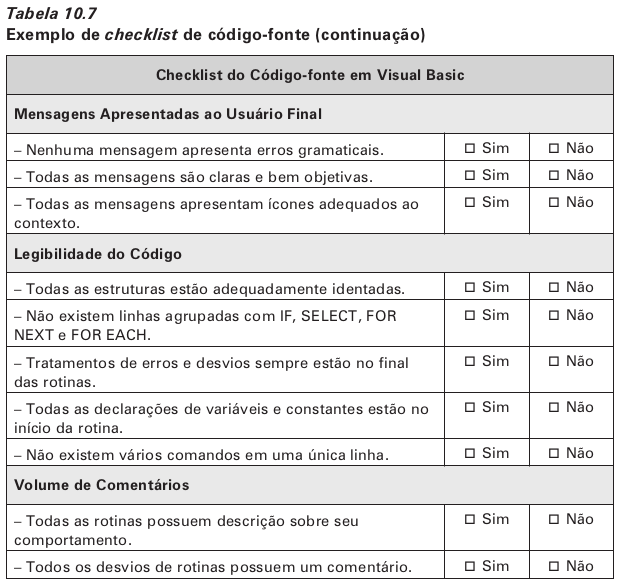 Tabela 10.7
Exemplo de checklist de código-fonte (continuação)
Checklist do Código-fonte em Visual Basic
Mensagens Apresentadas ao Usuário Final
– Nenhuma mensagem apresenta erros gramaticais. □ Sim □ Não
– Todas as mensagens são claras e bem objetivas. □ Sim □ Não
– Todas as mensagens apresentam ícones adequados ao □ Sim □ Não
contexto.
Legibilidade do Código
– Todas as estruturas estão adequadamente identadas. □ Sim □ Não
– Não existem linhas agrupadas com IF, SELECT, FOR □ Sim □ Não
NEXT e FOR EACH.
– Tratamentos de erros e desvios sempre estão no final □ Sim □ Não
das rotinas.
– Todas as declarações de variáveis e constantes estão no □ Sim □ Não
início da rotina.
– Não existem vários comandos em uma única linha. □ Sim □ Não
Volume de Comentários
– Todas as rotinas possuem descrição sobre seu □ Sim □ Não
comportamento.
– Todos os desvios de rotinas possuem um comentário. □ Sim □ Não